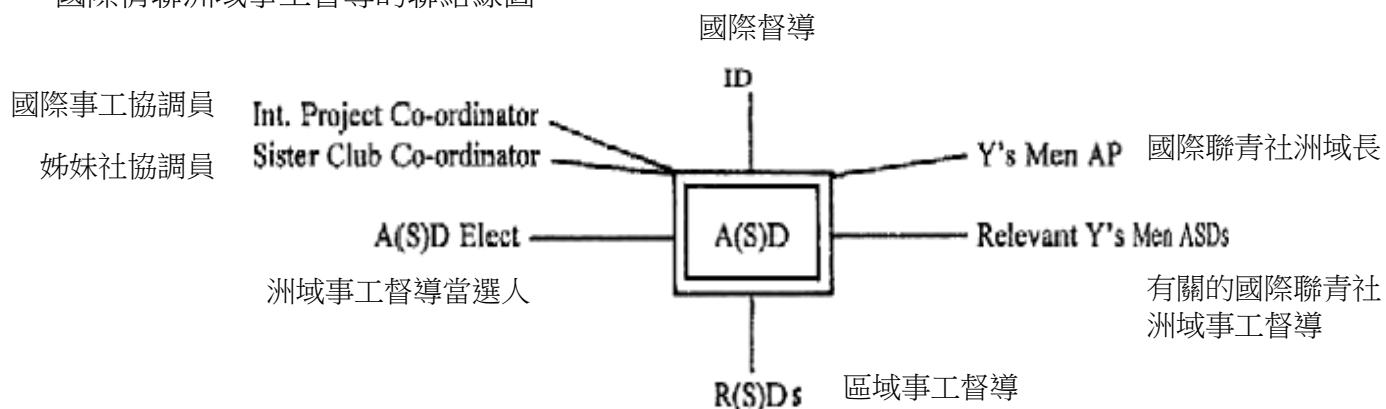 國際督導
ID
國際事工協調員
Int. Project Co-ordinator
姊妹社協調員
Sister Club Co-ordinator
Y's Men AP
國際聯青社洲域長
A(S)D Elect
A(S)D
Relevant Y's Men ASDs
洲域事工督導當選人
有關的國際聯青社
洲域事工督導
R(S)Ds
區域事工督導